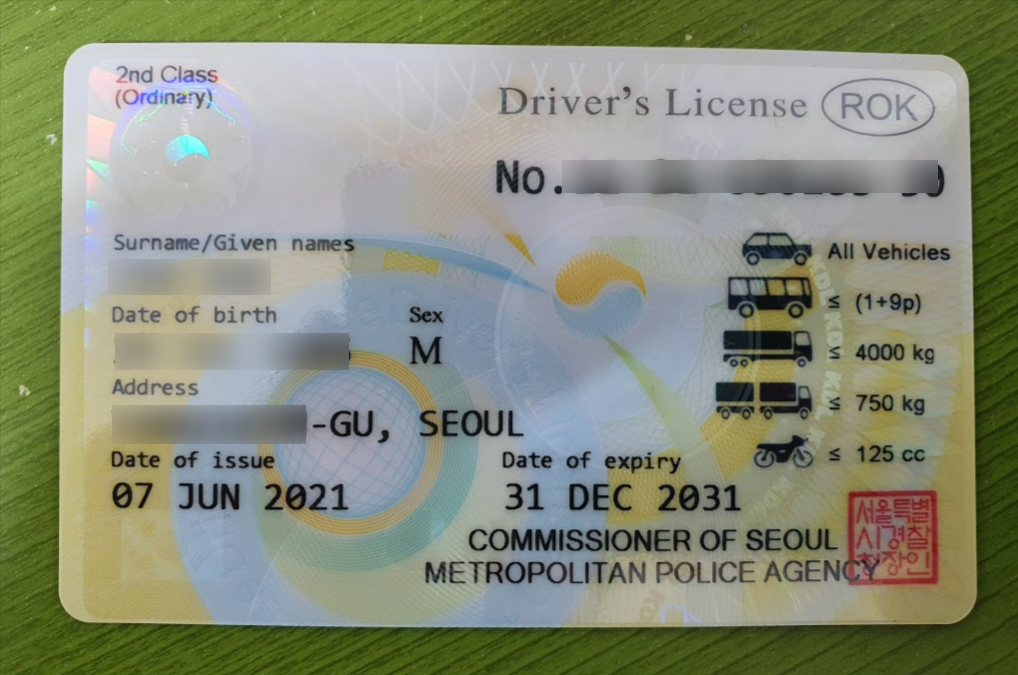 2nd Class
(Ordinary)
Driver's License ROK
No.
Surname/Given names
Date of birth Sex
M
Address
-GU, SEOUL
Date of issue Date of expiry
07 JUN 2021 31 DEC 2031
All Vehicles
≤ (1+9p)
≤ 4000 kg
≤ 750 kg
≤ 125 cc
COMMISSIONER OF SEOUL
METROPOLITAN POLICE AGENCY
서울특별
시경찰
청장인